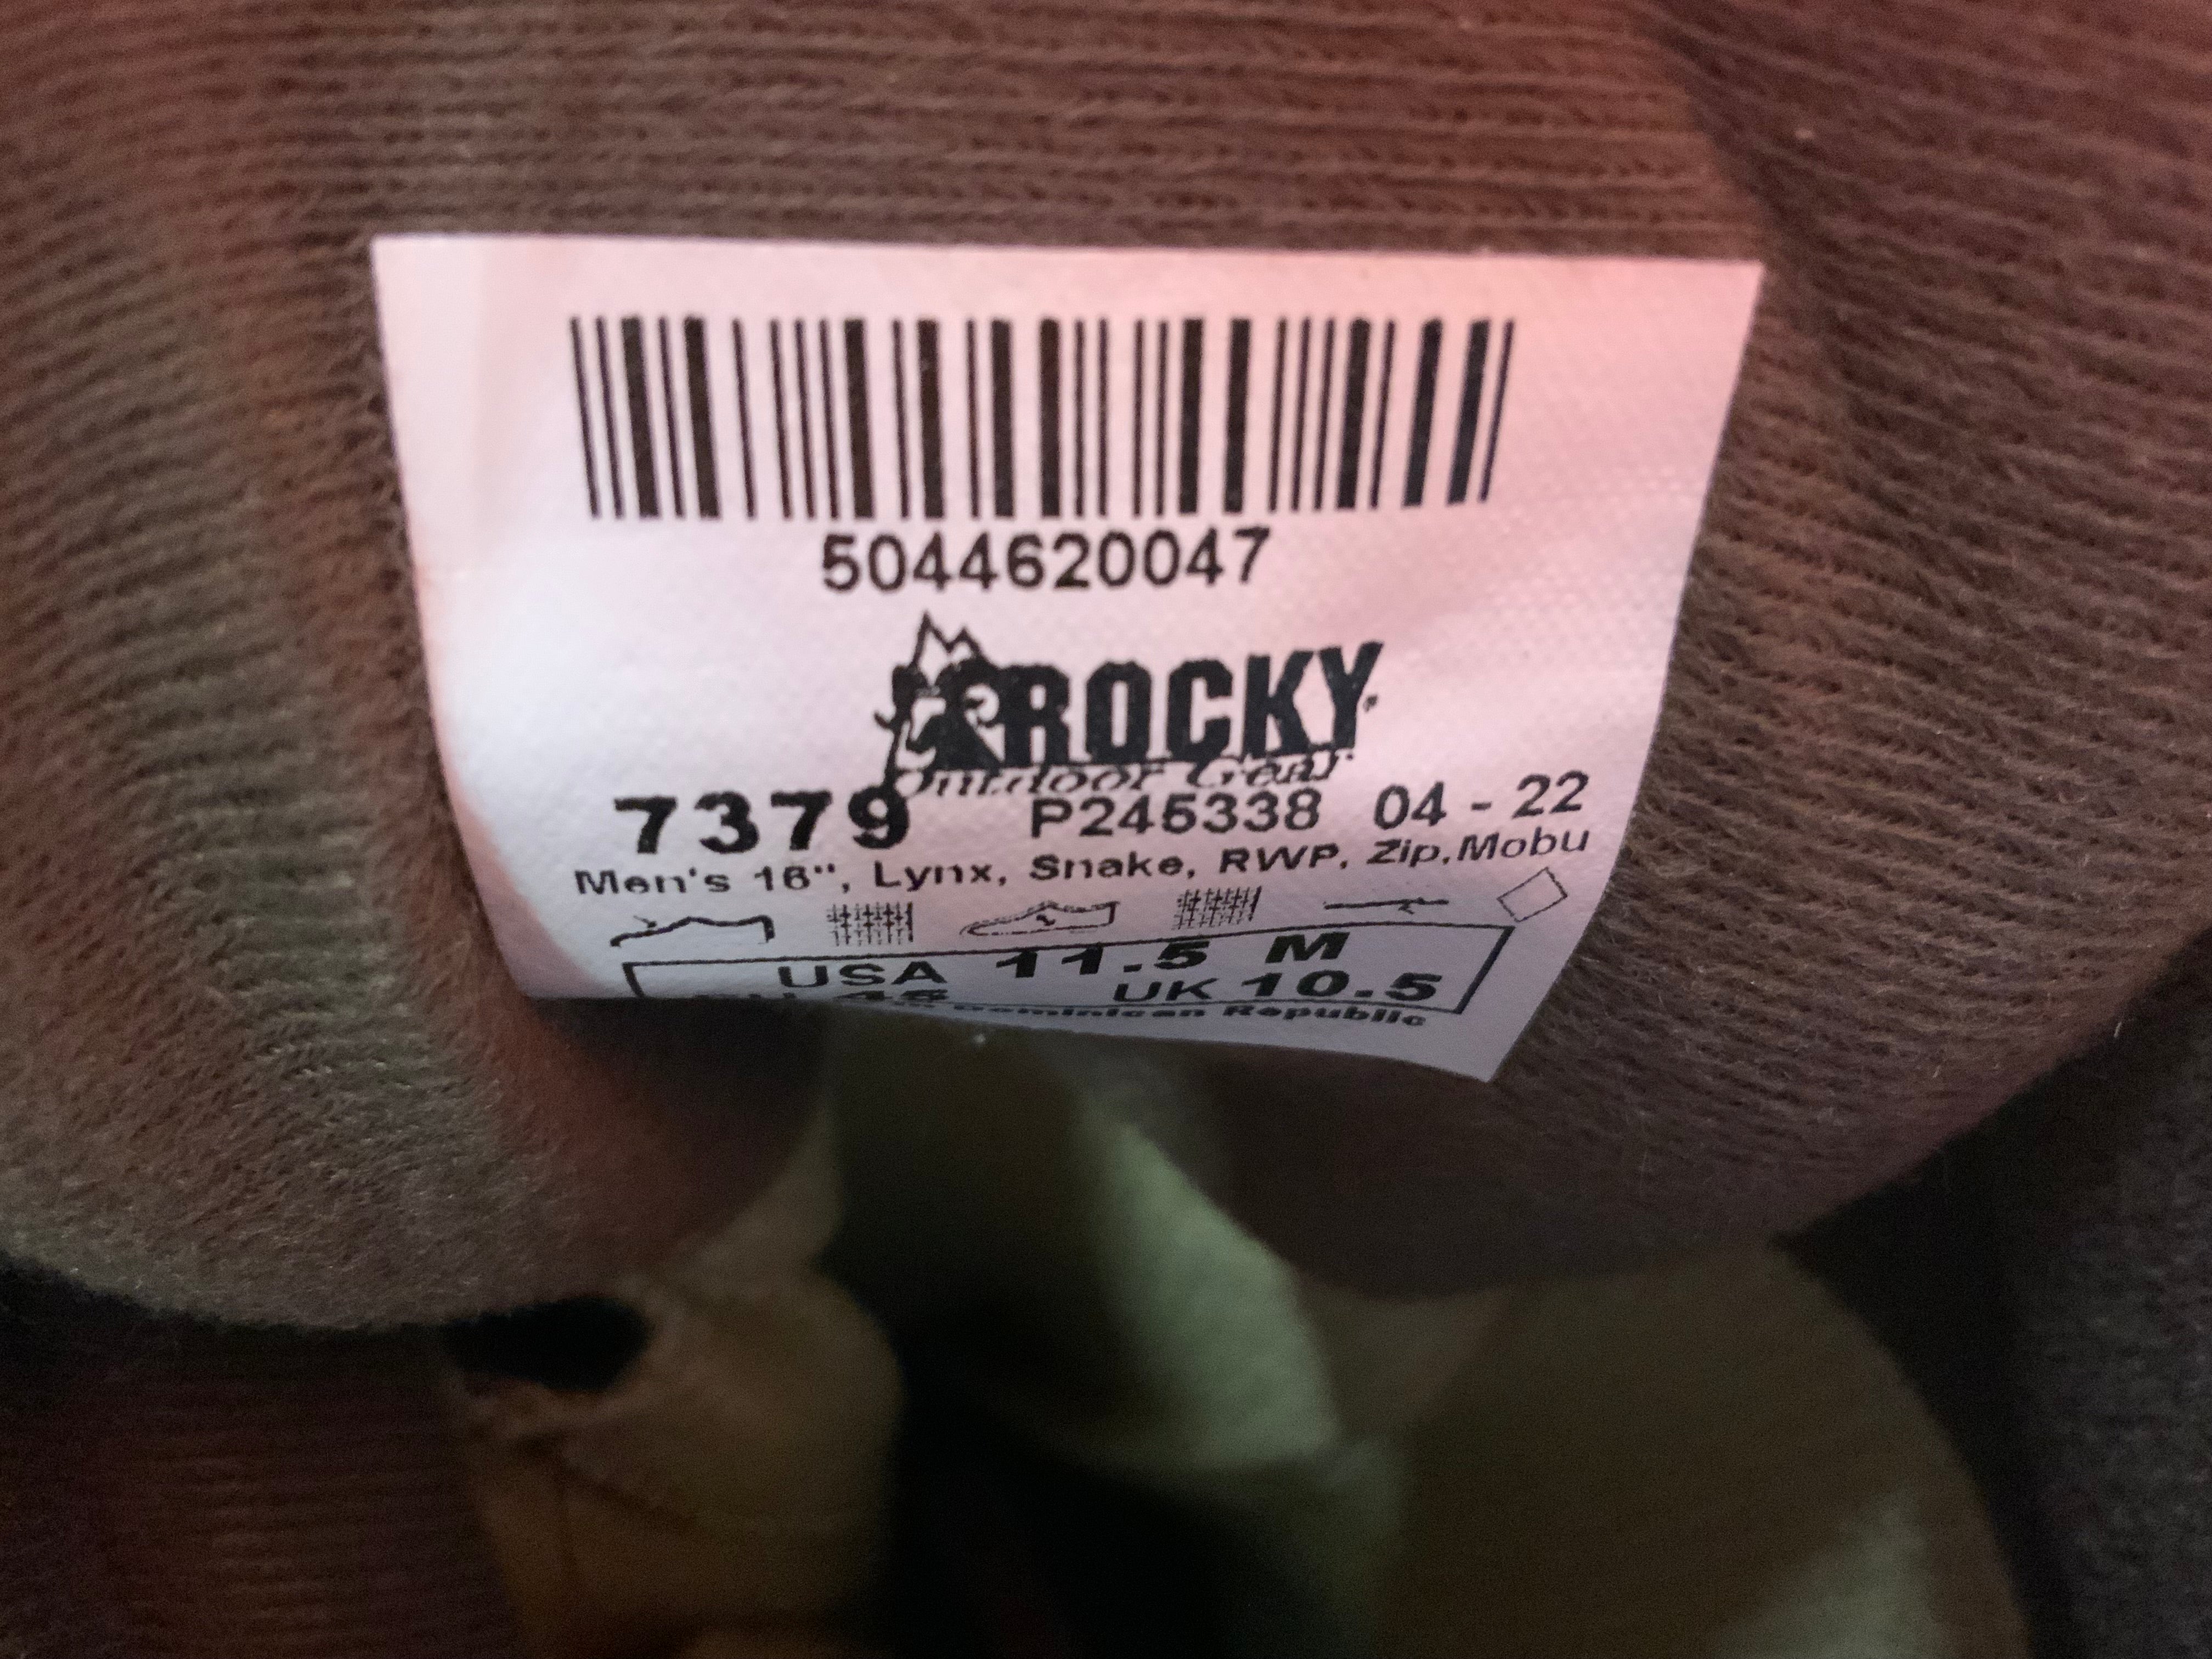 5044620047
ROCKY
Outdoor Gear
7379 P245338 04 - 22
Men's 16", Lynx, Snake, RWP, Zip,Mobu
USA 11.5 M
UK 10.5
Dominican Republic